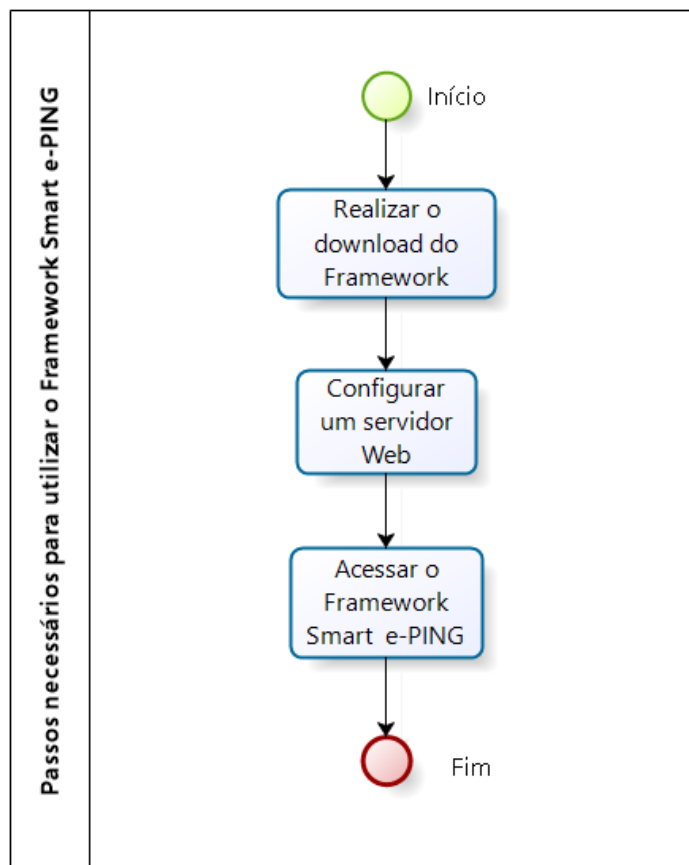 Passos necessários para utilizar o Framework Smart e-PING
Início
Realizar o
download do
Framework
Configurar
um servidor
Web
Acessar o
Framework
Smart e-PING
Fim